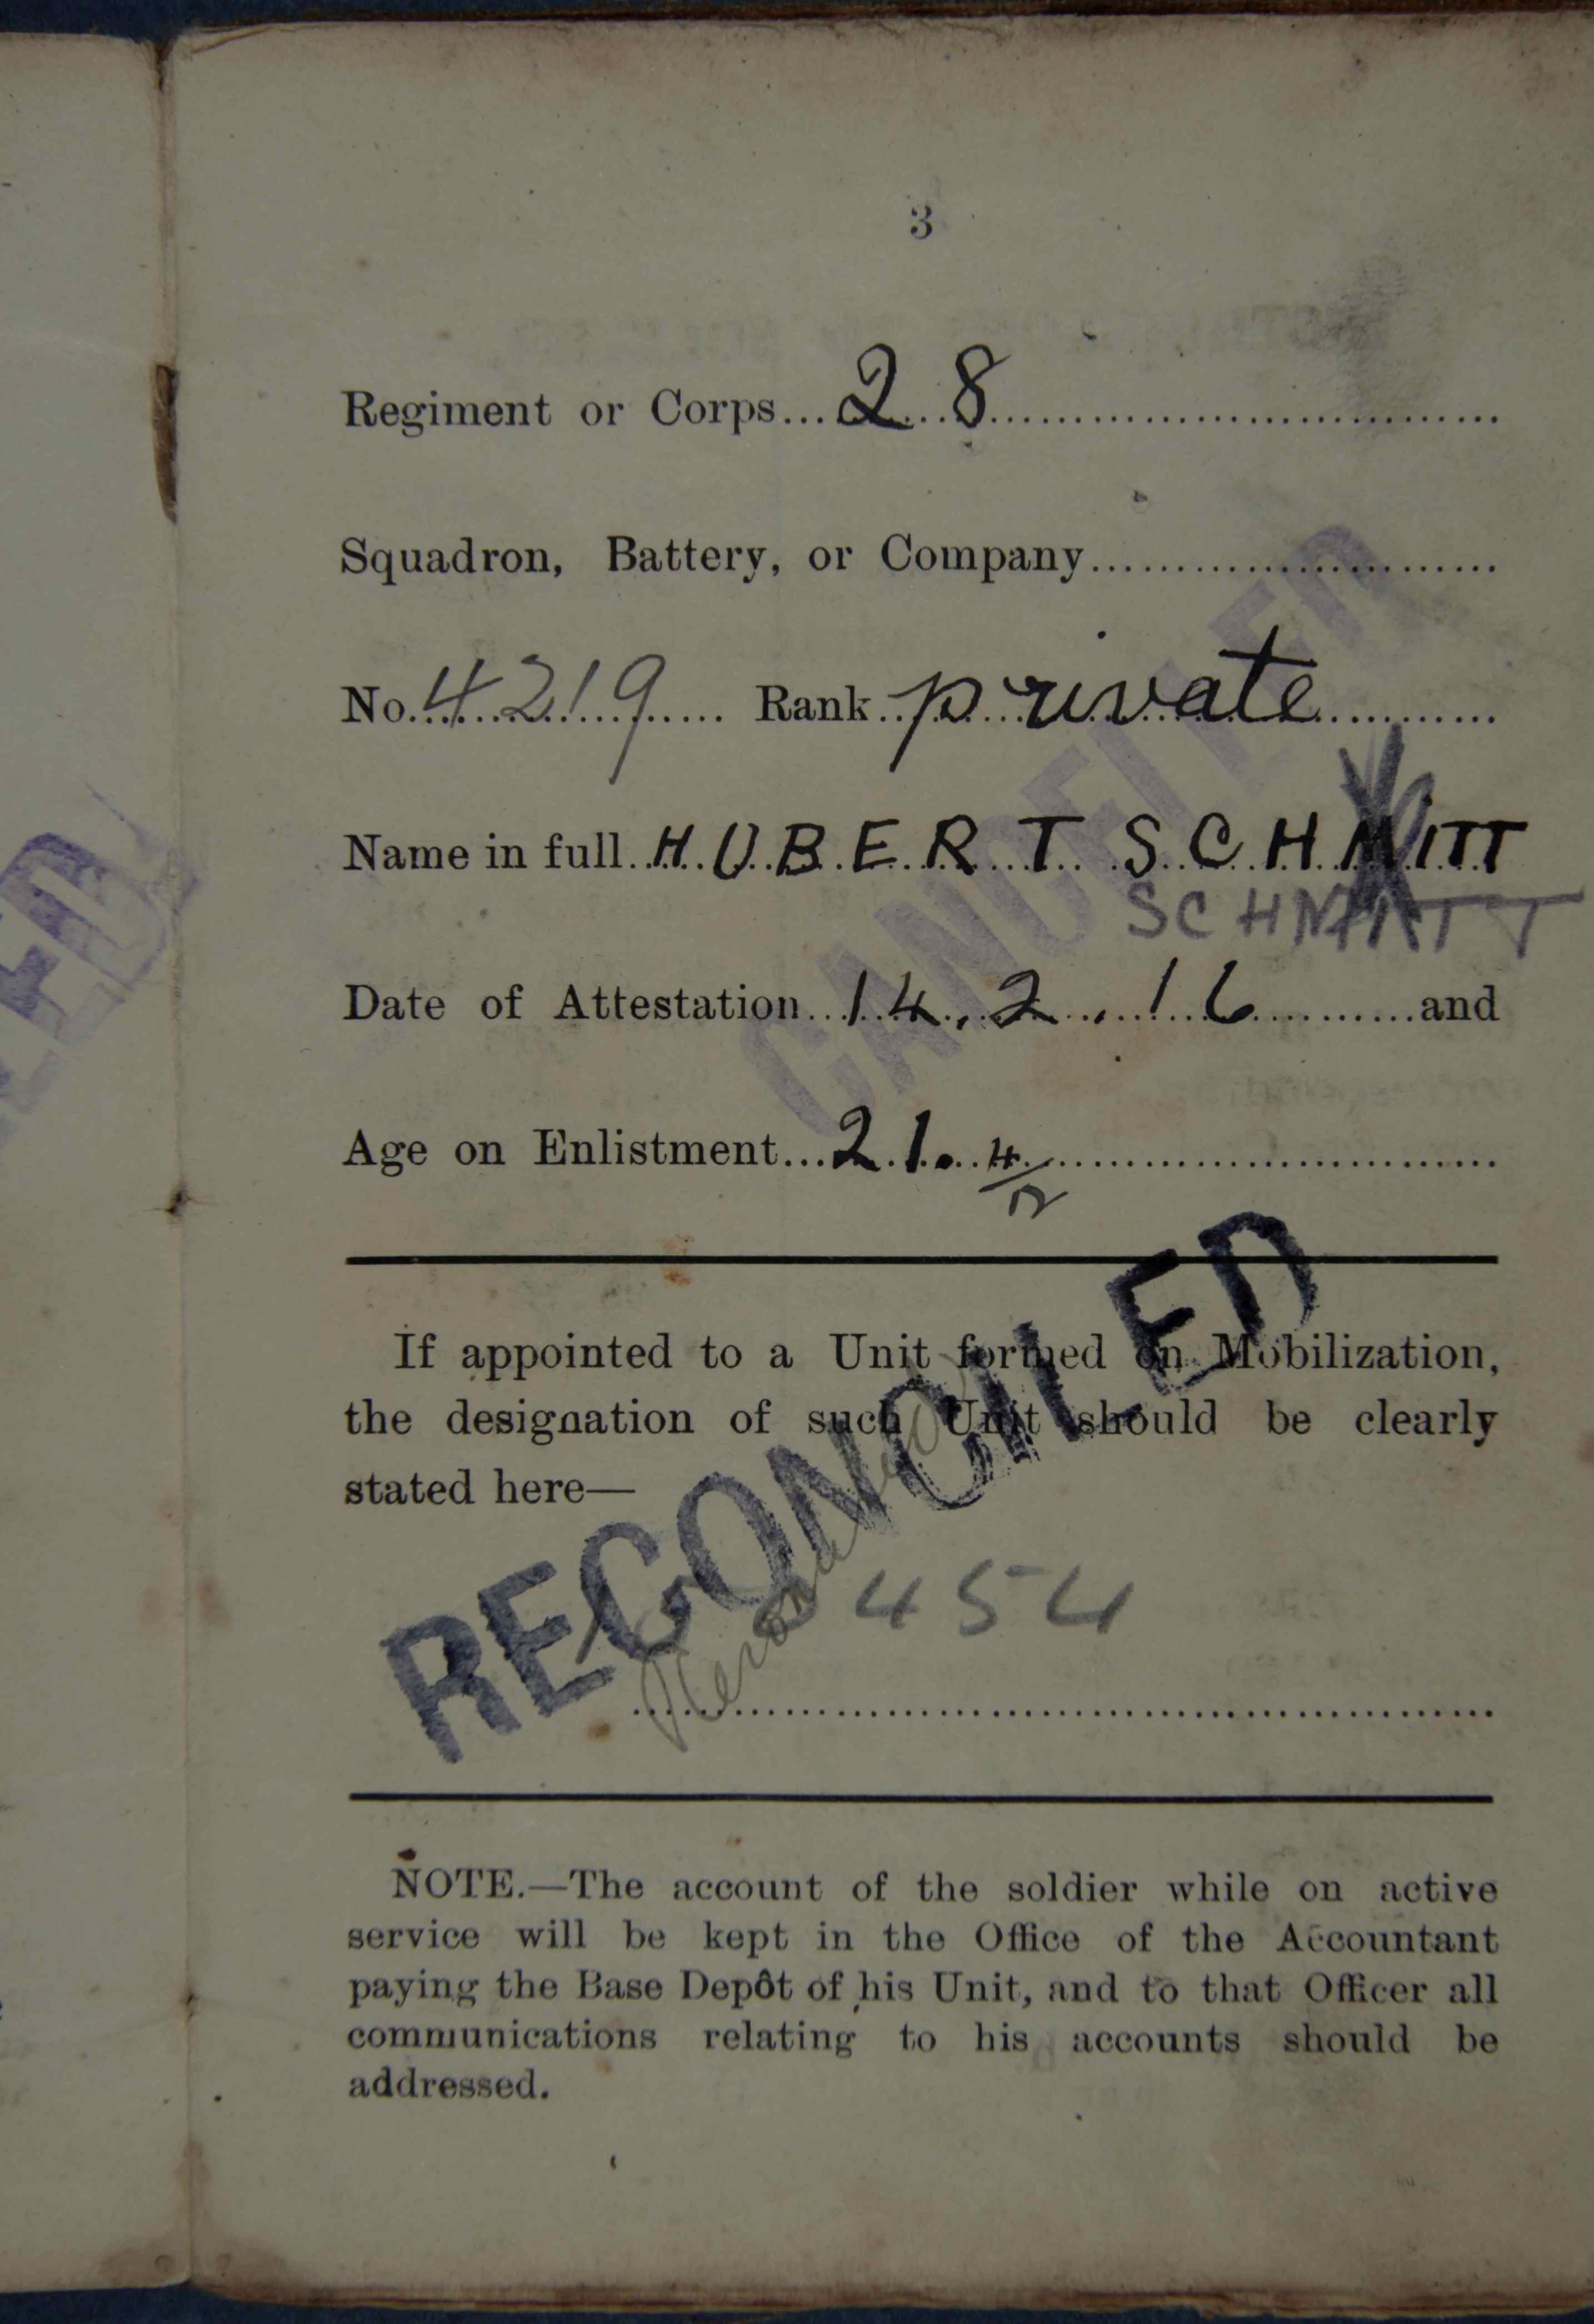 3
Regiment or Corps...28
Squadron, Battery, or Company
No. 4219 Rank private
Name in full HUBERT SCHMITT
SCHMITT
Date of Attestation 14.2.16 and
Age on Enlistment 21. 4/12
If appointed to a Unit formed on Mobilization,
the designation of such Unit should be clearly
stated here—
454
RECONCILED
CANCELLED
NOTE.—The account of the soldier while on active
service will be kept in the Office of the Accountant
paying the Base Depôt of his Unit, and to that Officer all
communications relating to his accounts should be
addressed.